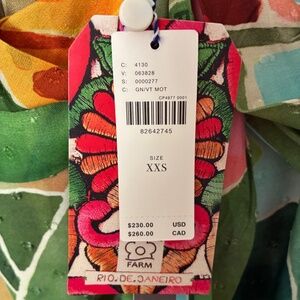 C: 4130
V: 063828
S: 0000277
C: GN/VT MOT
CP4977 0001
82642745
SIZE
XXS
$230.00 USD
$260.00 CAD
FARM
RIO.DE.JANEIRO